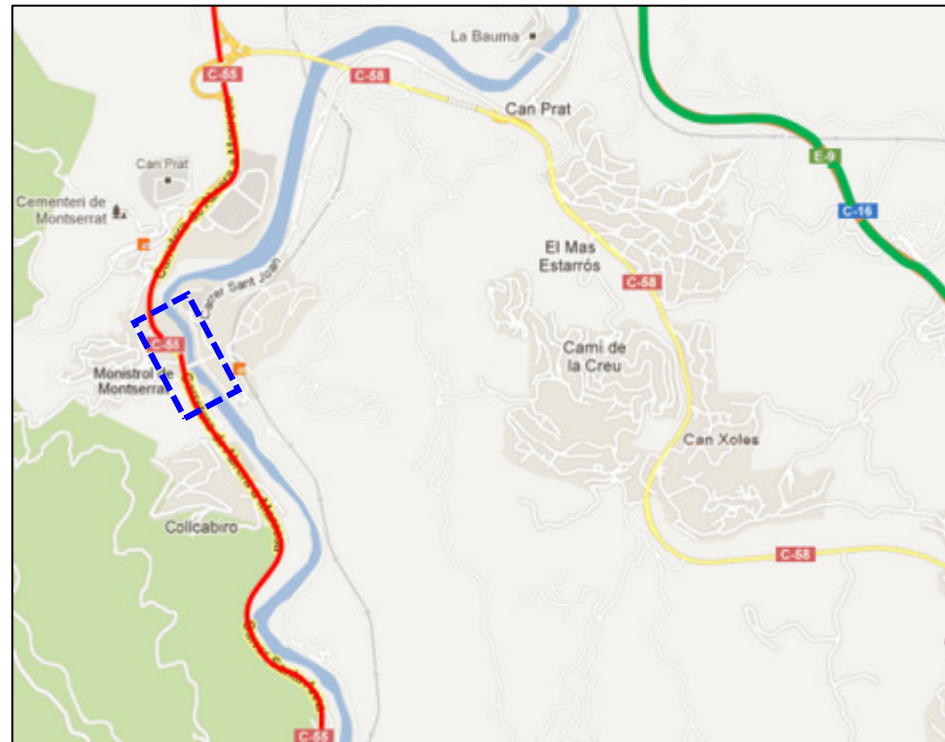 La Bauma
C-55
C-58
Can Prat
E-9
Can Prat
Cementeri de
Montserrat
C-16
El Mas
Estarrós
C-58
Carrer Sant Joan
C-55
Camí de
la Creu
Monistrol de
Montserrat
Can Xoles
Collcabiro
C-58
C-55